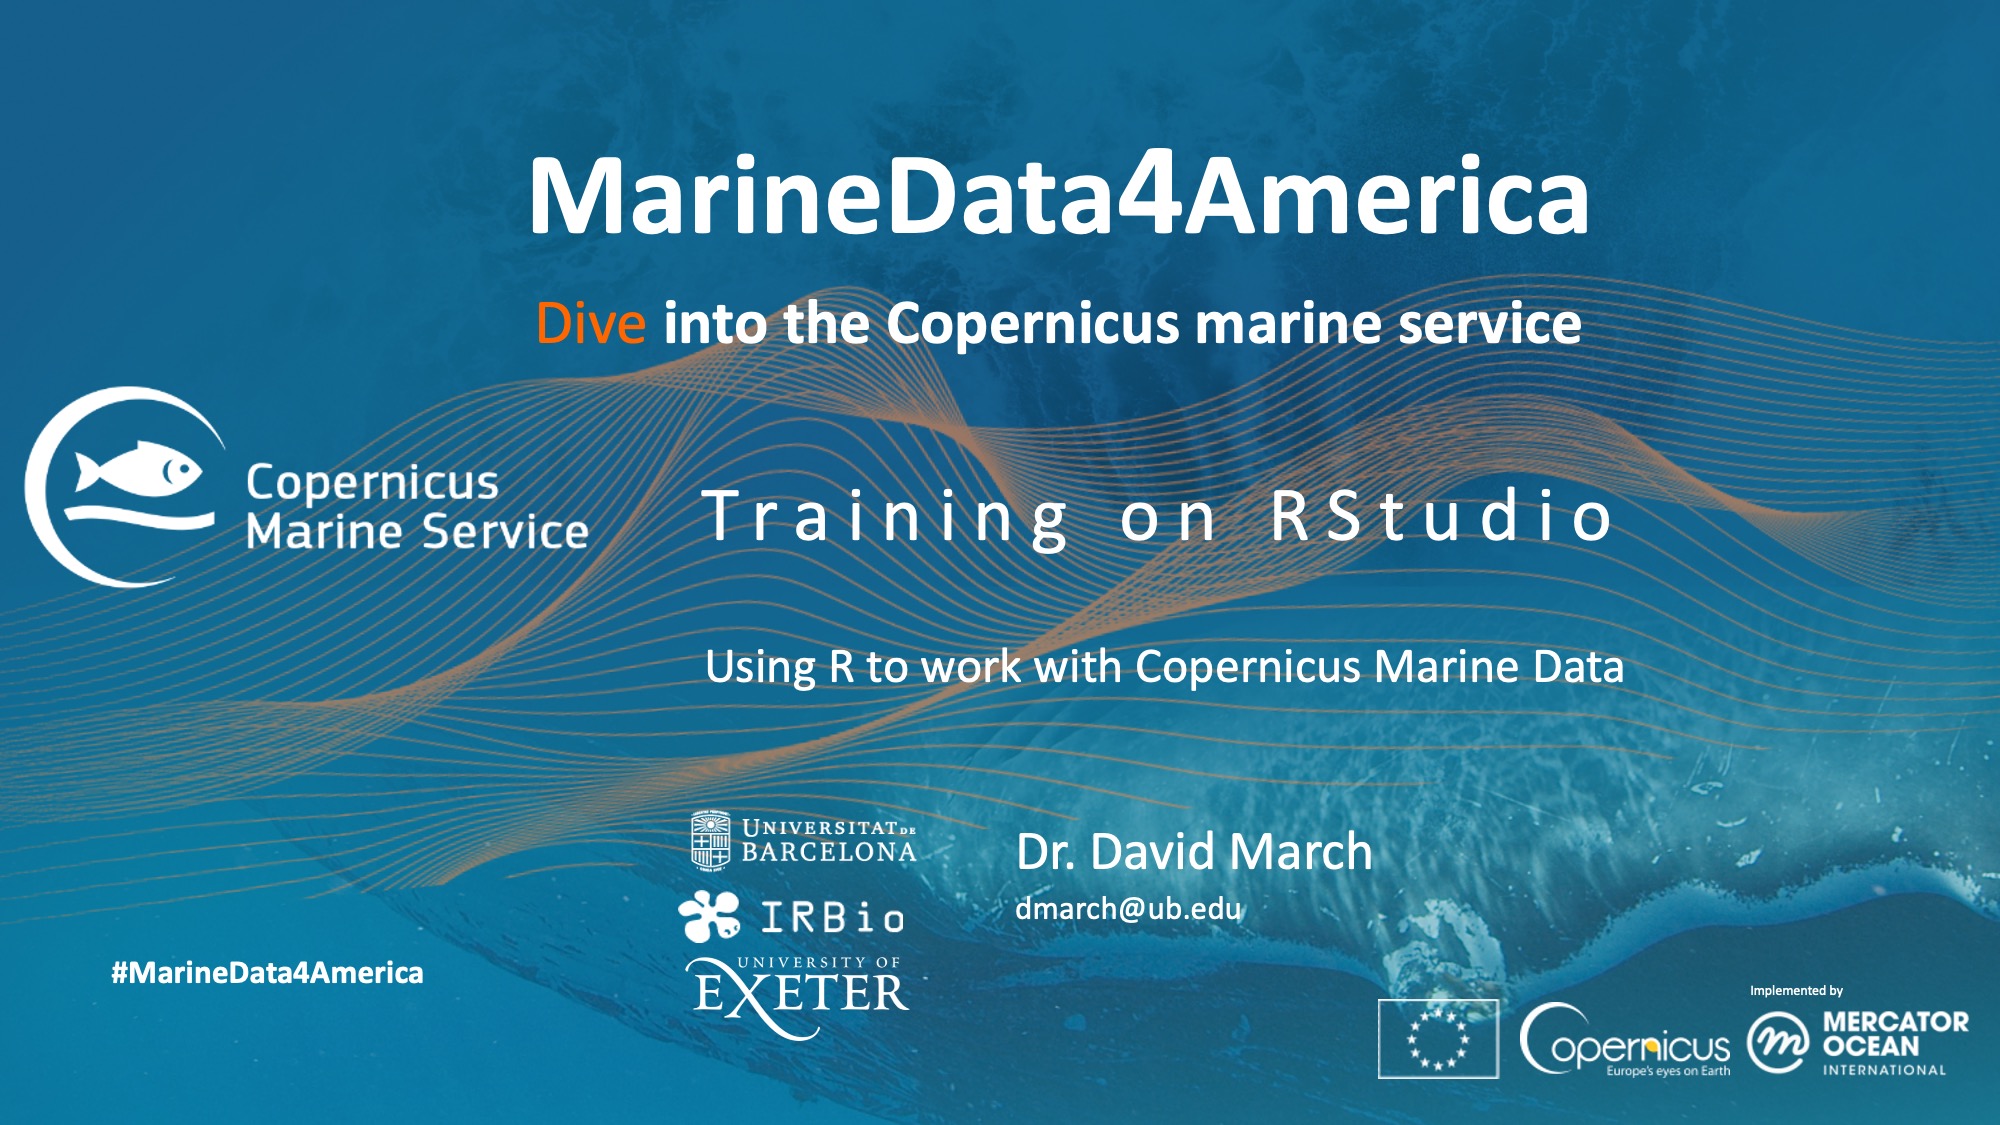 MarineData4America
Dive into the Copernicus marine service
Copernicus
Marine Service
Training on RStudio
Using R to work with Copernicus Marine Data
UNIVERSITAT DE
BARCELONA
Dr. David March
dmarch@ub.edu
IRBio
UNIVERSITY OF
EXETER
#MarineData4America
Implemented by
Copernicus
Europe's eyes on Earth
MERCATOR
OCEAN
INTERNATIONAL